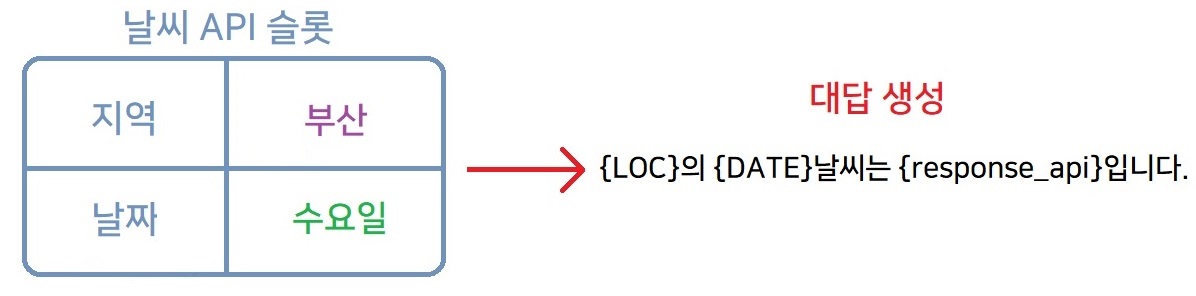 날씨 API 슬롯
지역 부산
날짜 수요일
대답 생성
{LOC}의 {DATE}날씨는 {response_api}입니다.